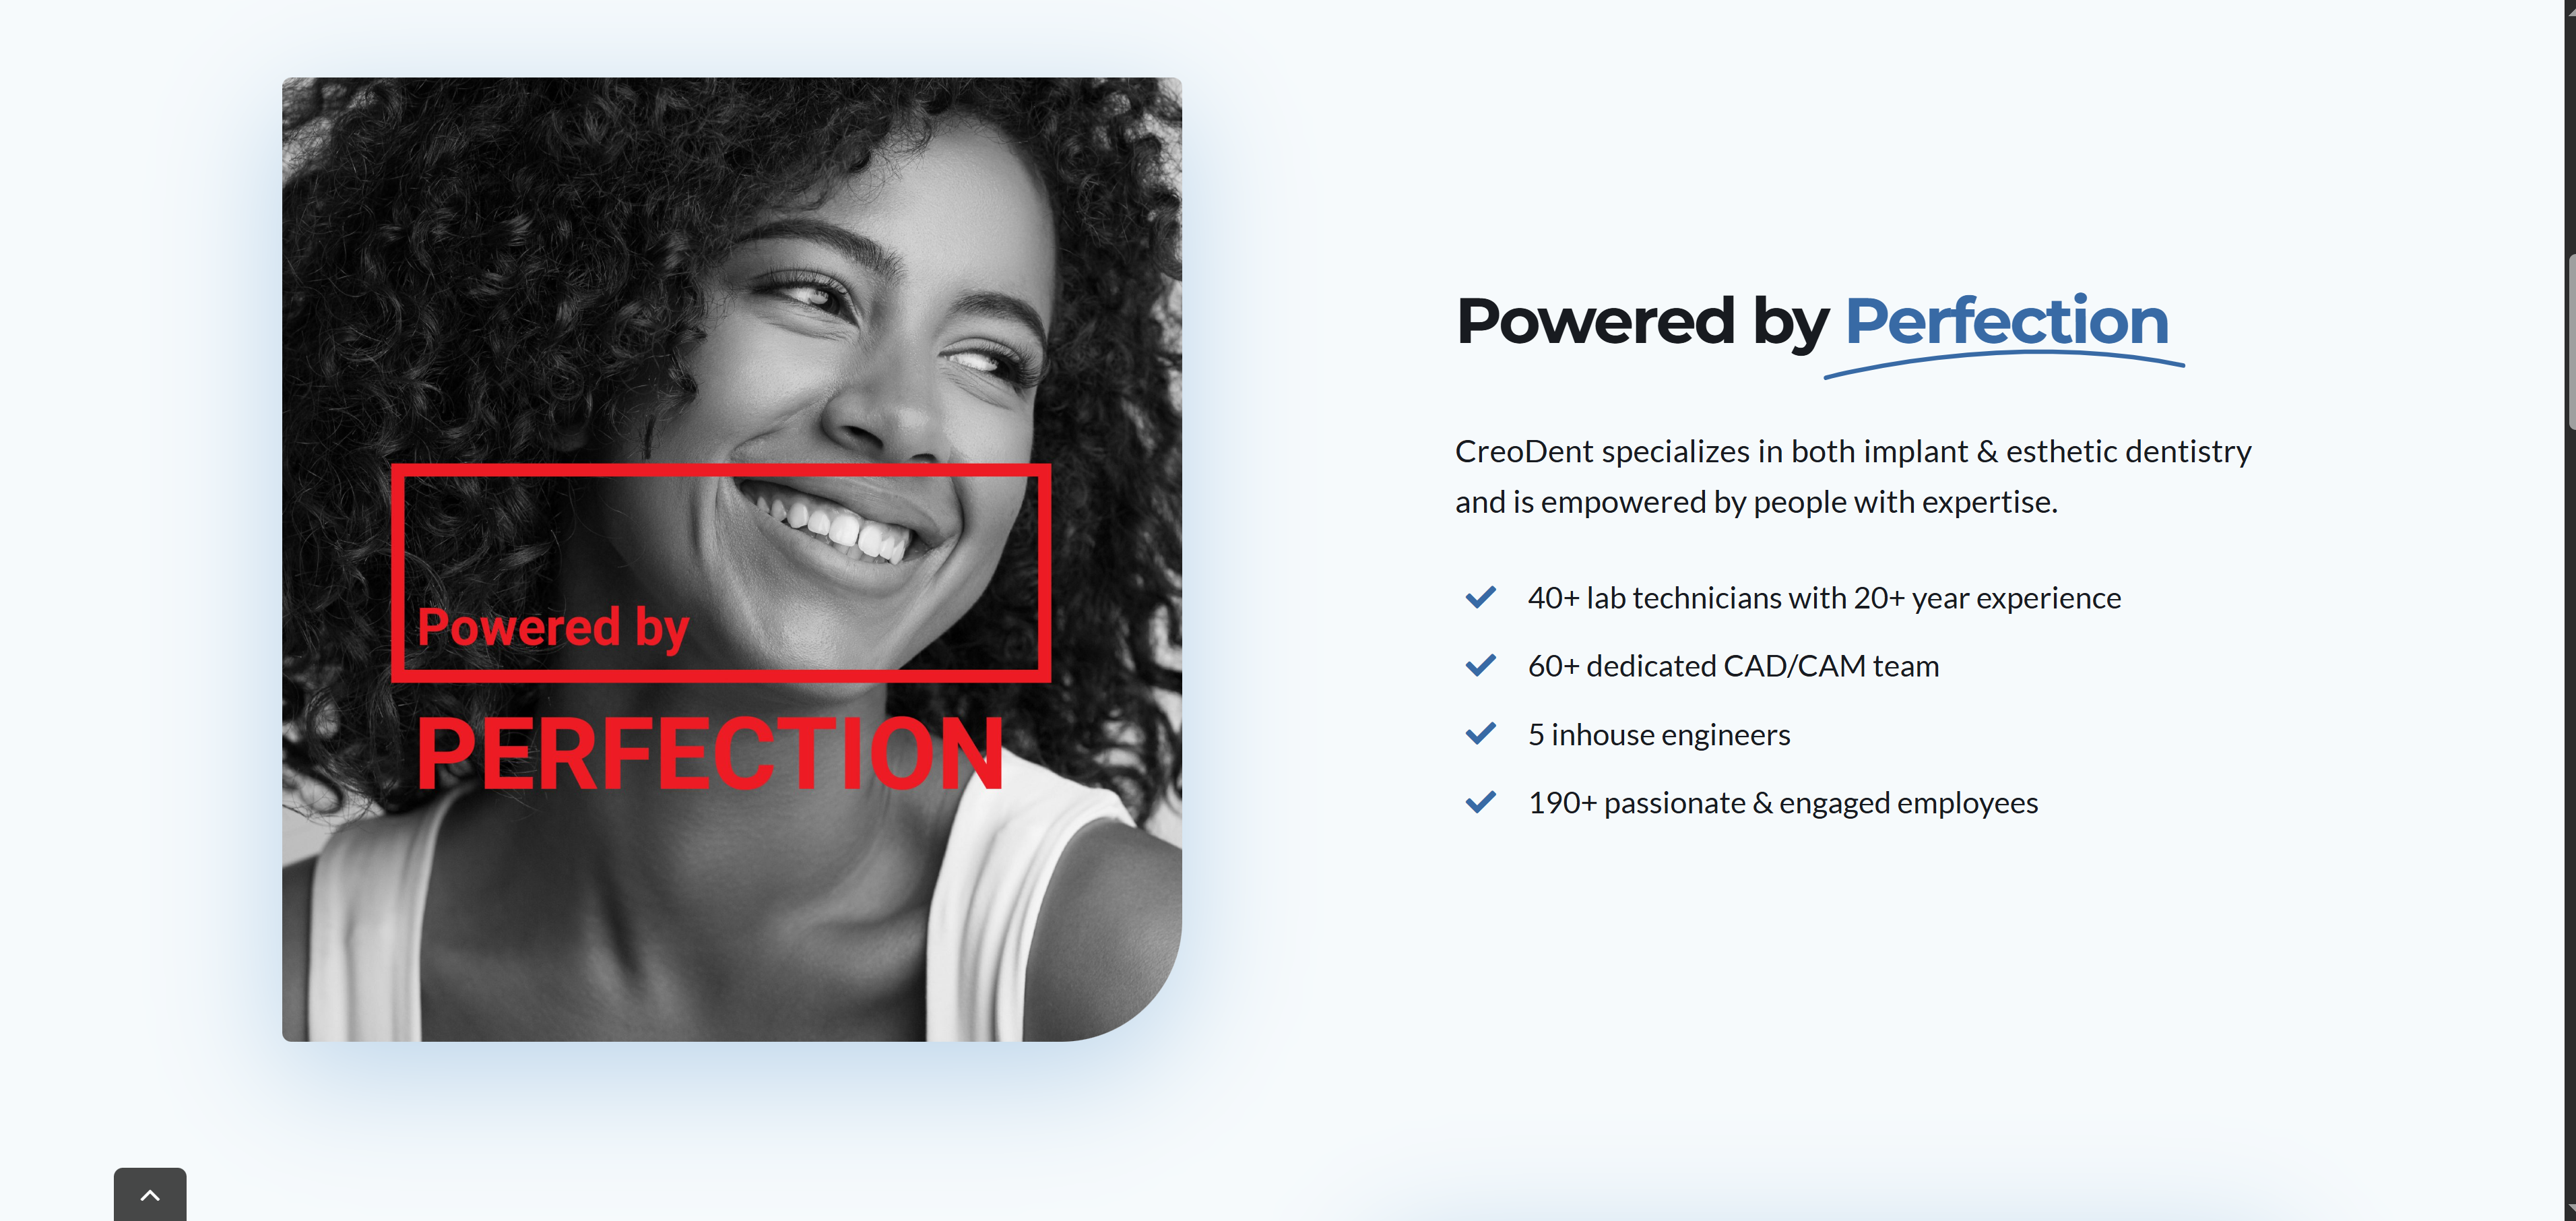 Powered by
PERFECTION
Powered by Perfection
CreoDent specializes in both implant & esthetic dentistry
and is empowered by people with expertise.
40+ lab technicians with 20+ year experience
60+ dedicated CAD/CAM team
5 inhouse engineers
190+ passionate & engaged employees